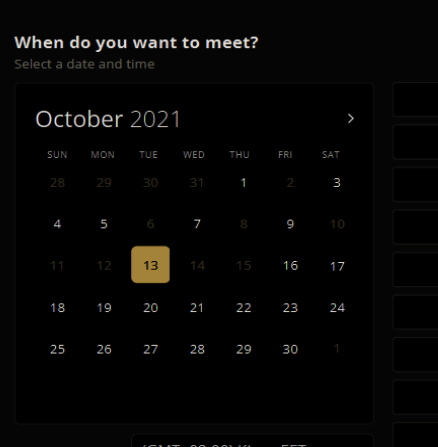 When do you want to meet?
Select a date and time
October 2021
SUN MON TUE WED THU FRI SAT
28 29 30 31 1 2 3
4 5 6 7 8 9 10
11 12 13 14 15 16 17
18 19 20 21 22 23 24
25 26 27 28 29 30 1